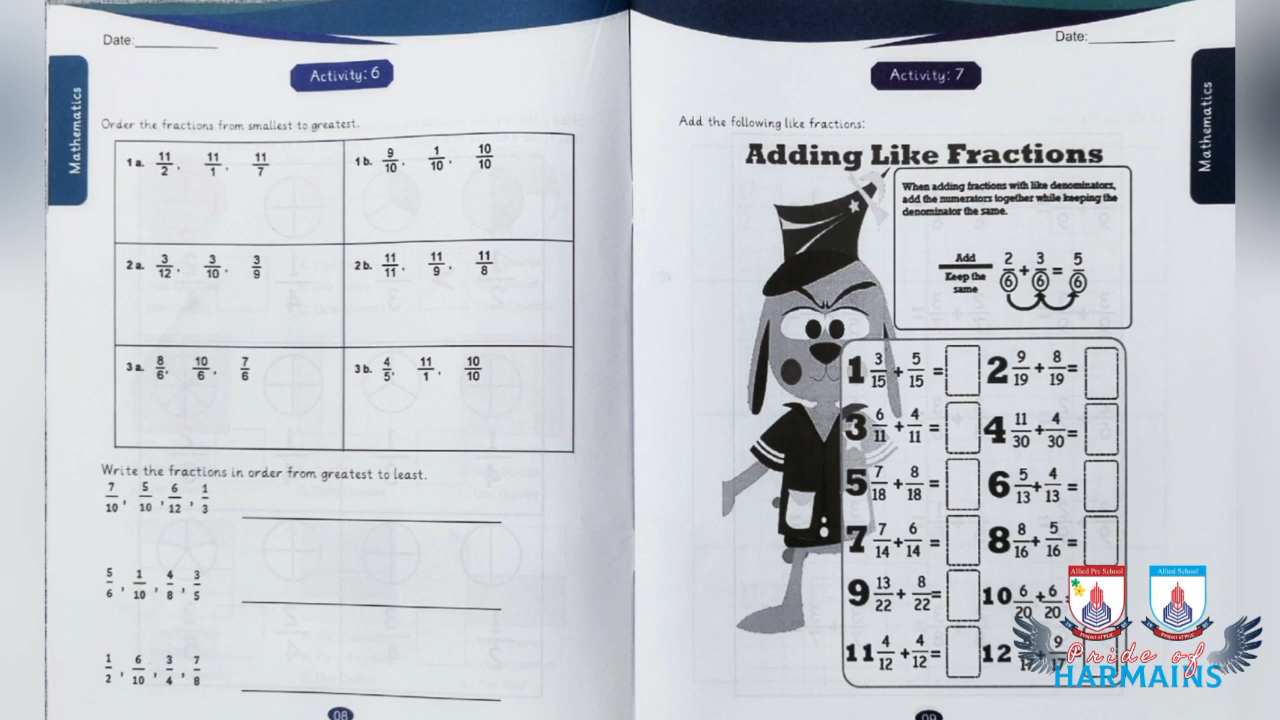 Date:
Activity: 6
Mathematics
Order the fractions from smallest to greatest.
1 a. 11/2, 11/1, 11/7
1 b. 9/10, 1/10, 10/10
2 a. 3/12, 3/10, 3/9
2 b. 11/11, 11/9, 11/8
3 a. 8/6, 10/6, 7/6
3 b. 4/5, 11/1, 10/10
Write the fractions in order from greatest to least.
7/10, 5/10, 6/12, 1/3
5/6, 1/10, 4/8, 3/5
1/2, 6/10, 3/4, 7/8
08
Date:
Activity: 7
Mathematics
Add the following like fractions:
Adding Like Fractions
When adding fractions with like denominators,
add the numerators together while keeping the
denominator the same.
Add
Keep the
same
2/6 + 3/6 = 5/6
1 3/15 + 5/15 =
2 9/19 + 8/19 =
3 6/11 + 4/11 =
4 11/30 + 4/30 =
5 7/18 + 8/18 =
6 5/13 + 4/13 =
7 7/14 + 6/14 =
8 8/16 + 5/16 =
9 13/22 + 8/22 =
10 6/20 + 6/20
11 4/12 + 4/12 =
12 9/17
09
Allied Pre School
Project of PGC
Allied School
Project of PGC
Pride of
HARMAINS